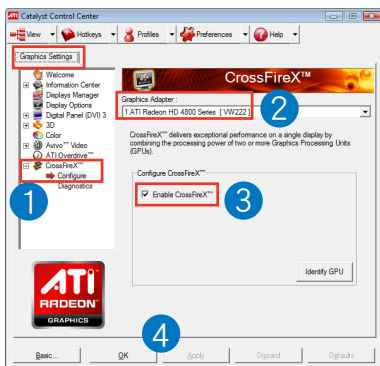 ATI Catalyst Control Center
View Hotkeys Profiles Preferences Help
Graphics Settings
Welcome
Information Center
Displays Manager
Display Options
Digital Panel (DVI) 3
3D
Color
Avivo™ Video
ATI Overdrive™
CrossFireX™
Configure
Diagnostics
1
CrossFireX™
Graphics Adapter :
1.ATI Radeon HD 4800 Series [ VW222 ]
2
CrossFireX™ delivers exceptional performance on a single display by
combining the processing power of two or more Graphics Processing Units
(GPUs).
Configure CrossFireX™
Enable CrossFireX™
3
Identify GPU
ATI
RADEON
GRAPHICS
4
Basic... OK Apply Discard Defaults